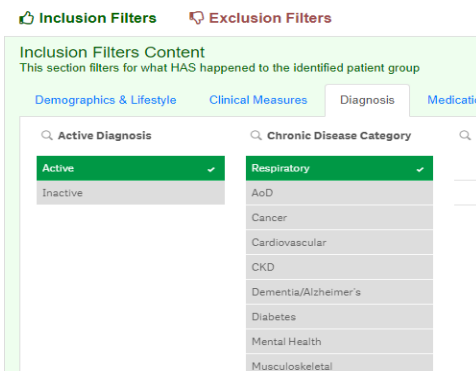 Inclusion Filters
Exclusion Filters
Inclusion Filters Content
This section filters for what HAS happened to the identified patient group
Demographics & Lifestyle
Clinical Measures
Diagnosis
Active Diagnosis
Active
Inactive
Chronic Disease Category
Respiratory
AoD
Cancer
Cardiovascular
CKD
Dementia/Alzheimer's
Diabetes
Mental Health
Musculoskeletal